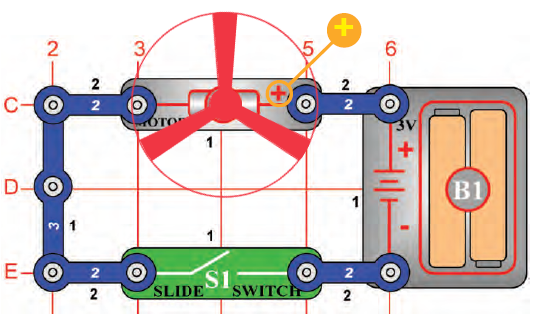 2 3 5 6
+
2 2
C 2 + 2
MOTOR 3V
1 +
D B1
3 1 1
-
1
E 2 S1 2
SLIDE SWITCH
2 2